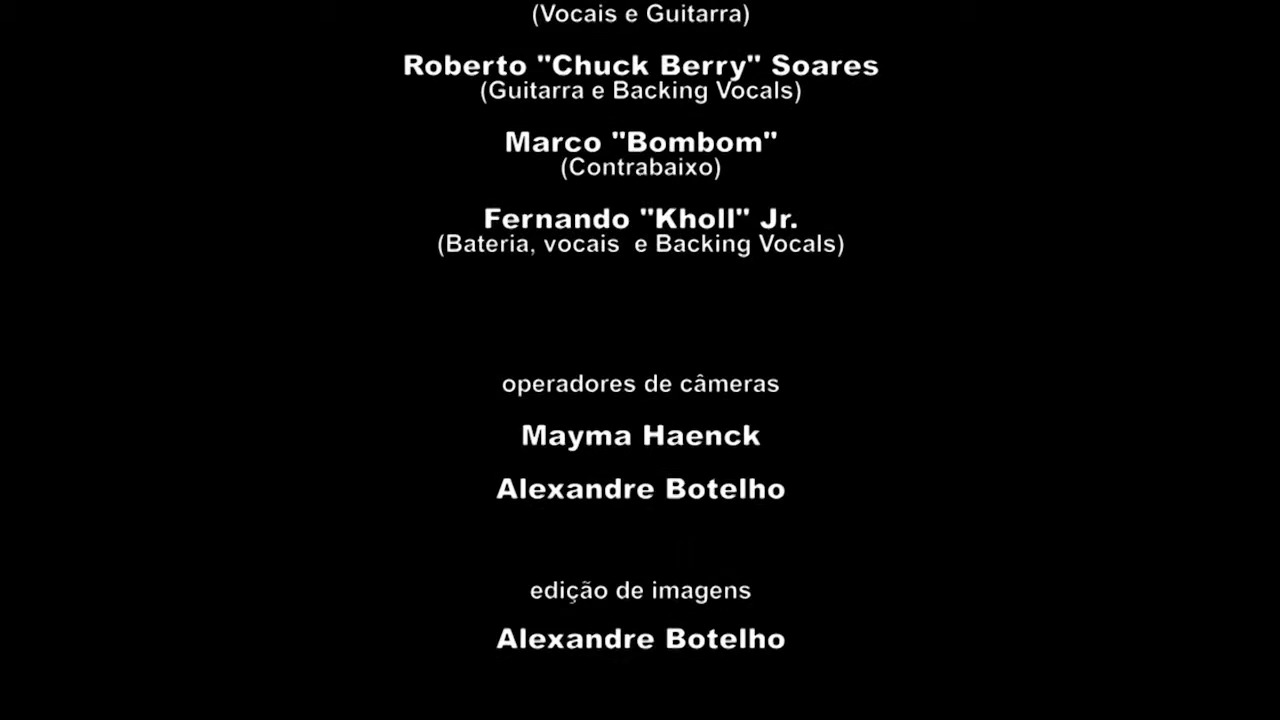 (Vocais e Guitarra)
Roberto "Chuck Berry" Soares
(Guitarra e Backing Vocals)
Marco "Bombom"
(Contrabaixo)
Fernando "Kholl" Jr.
(Bateria, vocais  e Backing Vocals)
operadores de câmeras
Mayma Haenck
Alexandre Botelho
edição de imagens
Alexandre Botelho